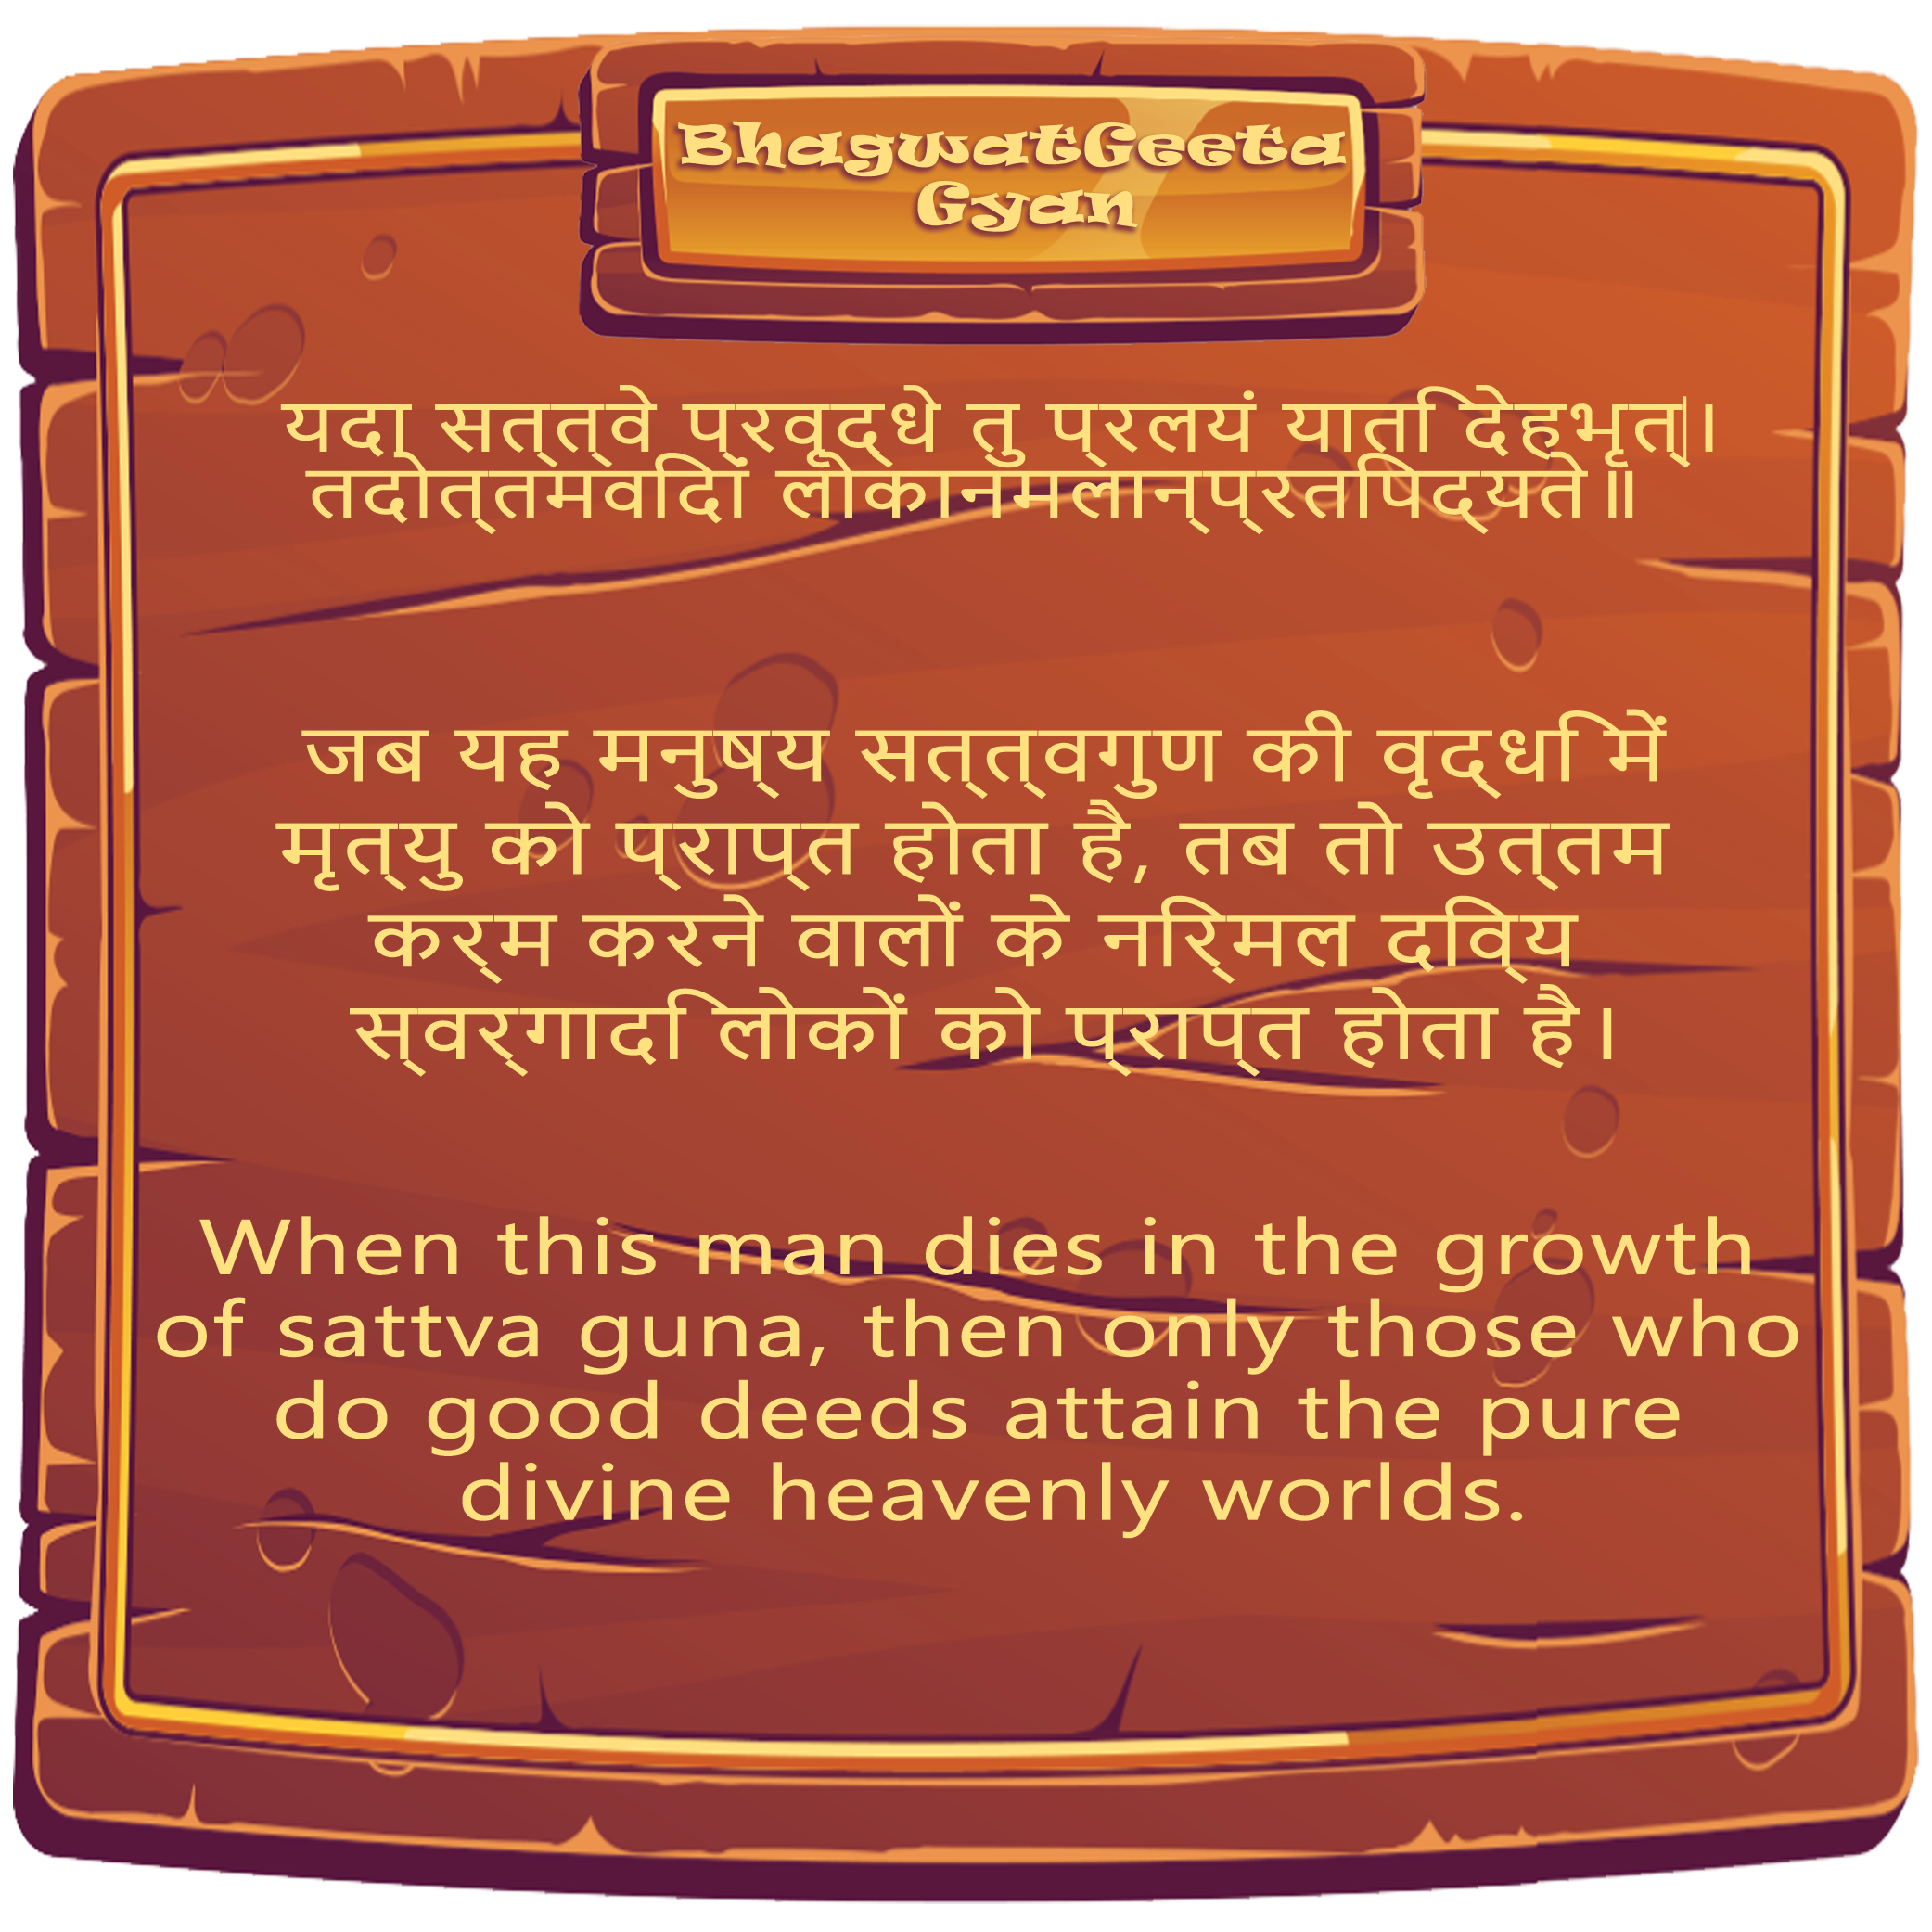 BhagwatGeeta
Gyan
यदा सत्त्वे प्रवृद्धे तु प्रलयं याति देहभृत्‌।
तदोत्तमविदां लोकानमलान्प्रतिपद्यते॥
जब यह मनुष्य सत्त्वगुण की वृद्धि में
मृत्यु को प्राप्त होता है, तब तो उत्तम
कर्म करने वालों के निर्मल दिव्य
स्वर्गादि लोकों को प्राप्त होता है।
When this man dies in the growth
of sattva guna, then only those who
do good deeds attain the pure
divine heavenly worlds.